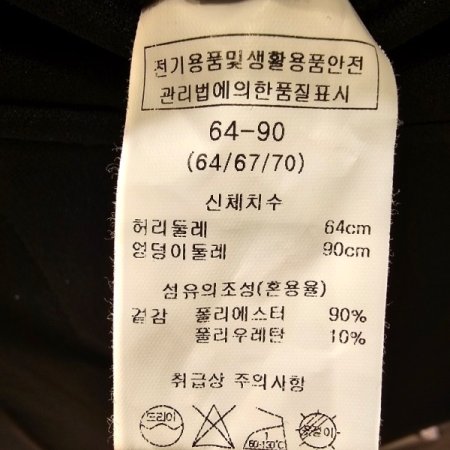 전기용품및생활용품안전
관리법에의한품질표시
64-90
(64/67/70)
신체치수
허리둘레 64cm
엉덩이둘레 90cm
섬유의조성(혼용율)
겉감 폴리에스터 90%
폴리우레탄 10%
취급상 주의사항
드라이